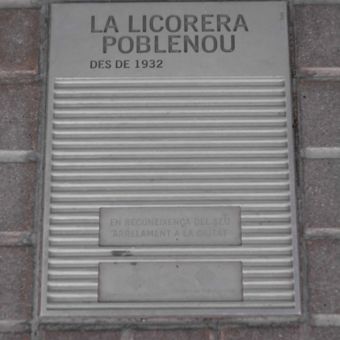 LA LICORERA
POBLENOU
DES DE 1932
EN RECONEIXENÇA DEL SEU
ARRELAMENT A LA CIUTAT